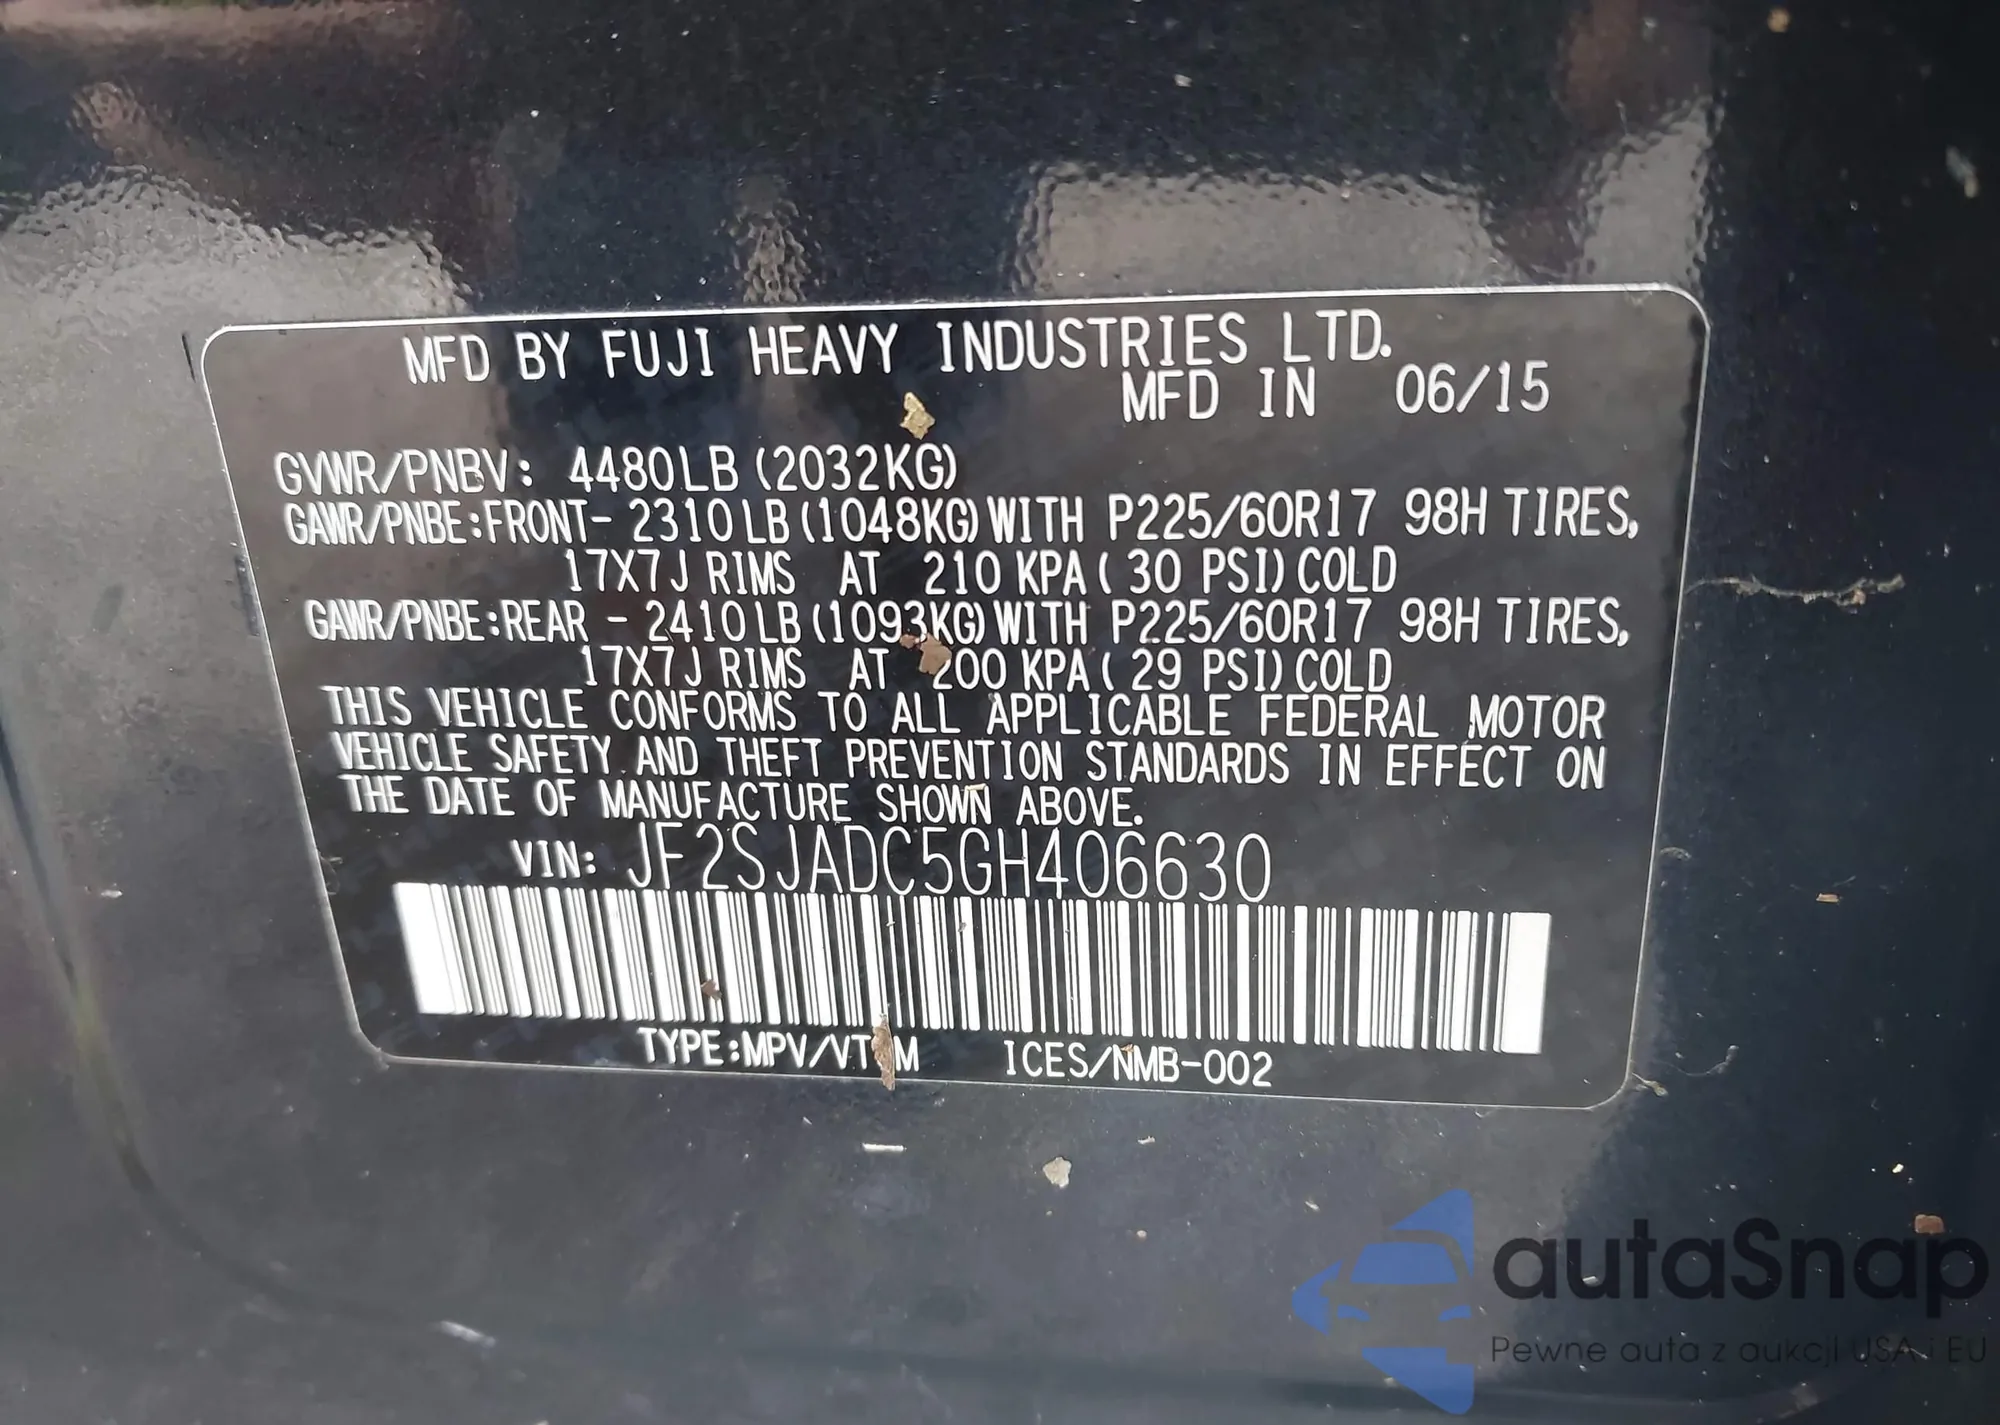 MFD BY FUJI HEAVY INDUSTRIES LTD.
MFD IN 06/15
GVWR/PNBV: 4480LB (2032KG)
GAWR/PNBE:FRONT- 2310LB (1048KG) WITH P225/60R17 98H TIRES,
17X7J RIMS AT 210 KPA ( 30 PSI) COLD
GAWR/PNBE:REAR - 2410LB (1093KG) WITH P225/60R17 98H TIRES,
17X7J RIMS AT 200 KPA ( 29 PSI) COLD
THIS VEHICLE CONFORMS TO ALL APPLICABLE FEDERAL MOTOR
VEHICLE SAFETY AND THEFT PREVENTION STANDARDS IN EFFECT ON
THE DATE OF MANUFACTURE SHOWN ABOVE.
VIN: JF2SJADC5GH406630
TYPE:MPV/ ICES/NMB-002
autaSnap
Pewne auta z aukcji USA i EU